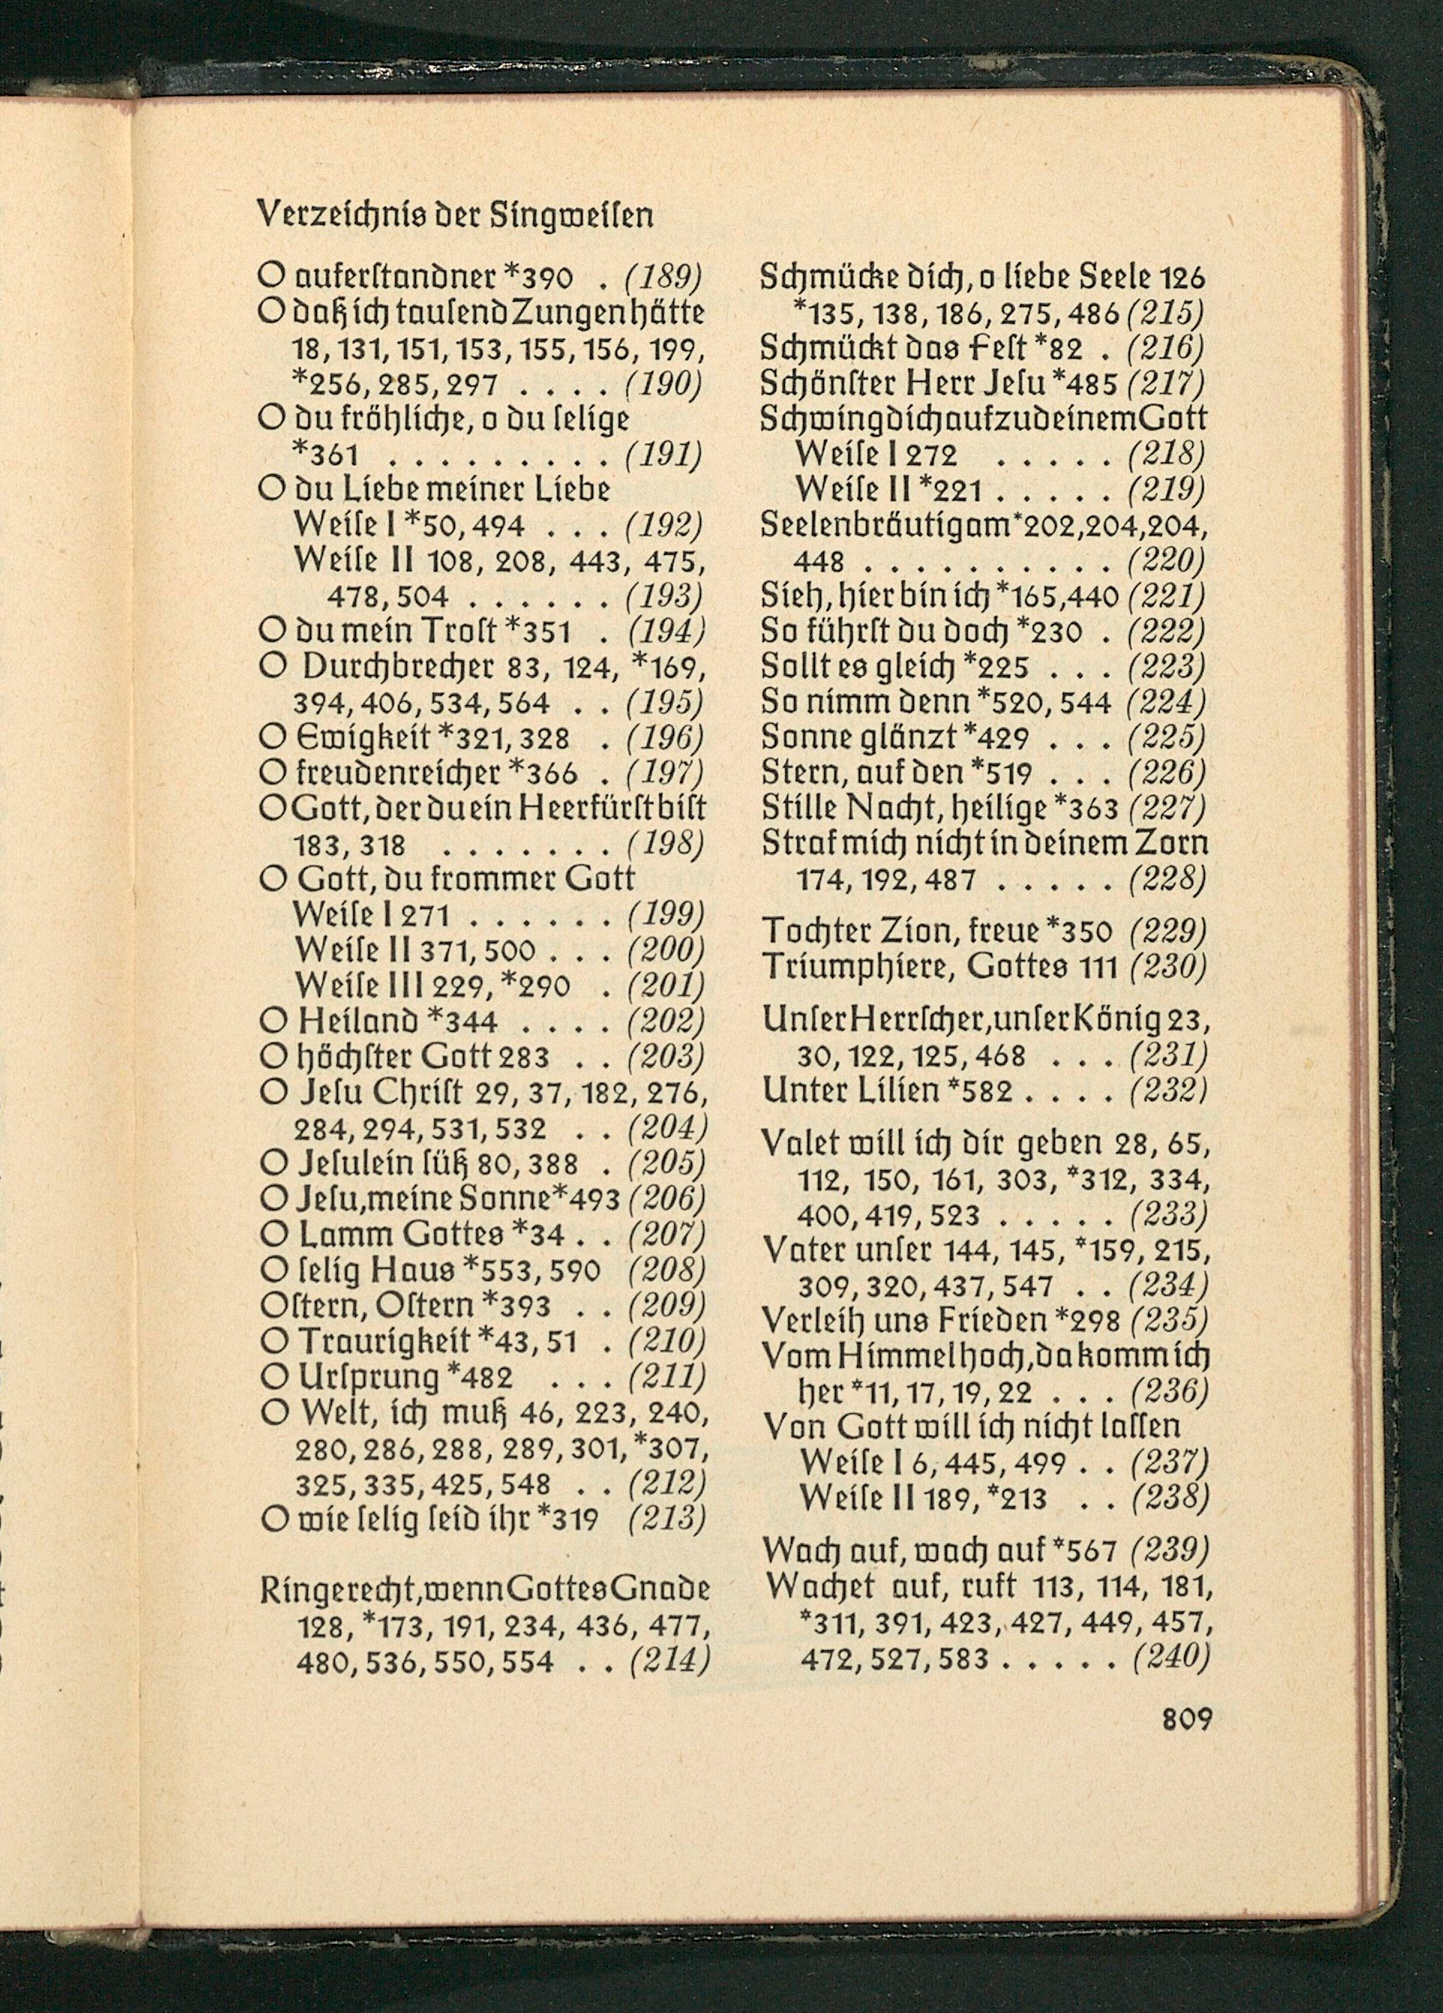 Verzeichnis der Singweisen
O auferstandner *390 . (189)
O daß ich tausend Zungen hätte
18, 131, 151, 153, 155, 156, 199,
*256, 285, 297 . . . . (190)
O du fröhliche, o du selige
*361 . . . . . . . . . (191)
O du Liebe meiner Liebe
Weise I *50, 494 . . . (192)
Weise II 108, 208, 443, 475,
478, 504 . . . . . . (193)
O du mein Trost *351 . (194)
O Durchbrecher 83, 124, *169,
394, 406, 534, 564 . . (195)
O Ewigkeit *321, 328 . (196)
O freudenreicher *366 . (197)
O Gott, der du ein Heerfürst bist
183, 318 . . . . . . . (198)
O Gott, du frommer Gott
Weise I 271 . . . . . . (199)
Weise II 371, 500 . . . (200)
Weise III 229, *290 . (201)
O Heiland *344 . . . . (202)
O höchster Gott 283 . . (203)
O Jesu Christ 29, 37, 182, 276,
284, 294, 531, 532 . . (204)
O Jesulein süß 80, 388 . (205)
O Jesu, meine Sonne *493 (206)
O Lamm Gottes *34 . . (207)
O selig Haus *553, 590 (208)
Ostern, Ostern *393 . . (209)
O Traurigkeit *43, 51 . (210)
O Ursprung *482 . . . (211)
O Welt, ich muß 46, 223, 240,
280, 286, 288, 289, 301, *307,
325, 335, 425, 548 . . (212)
O wie selig seid ihr *319 (213)
Ringe recht, wenn Gottes Gnade
128, *173, 191, 234, 436, 477,
480, 536, 550, 554 . . (214)
Schmücke dich, o liebe Seele 126
*135, 138, 186, 275, 486 (215)
Schmückt das Fest *82 . (216)
Schönster Herr Jesu *485 (217)
Schwing dich auf zu deinem Gott
Weise I 272 . . . . . (218)
Weise II *221 . . . . . (219)
Seelenbräutigam *202, 204, 204,
448 . . . . . . . . . . (220)
Sieh, hier bin ich *165, 440 (221)
So führst du doch *230 . (222)
Sollt es gleich *225 . . . (223)
So nimm denn *520, 544 (224)
Sonne glänzt *429 . . . (225)
Stern, auf den *519 . . . (226)
Stille Nacht, heilige *363 (227)
Straf mich nicht in deinem Zorn
174, 192, 487 . . . . . (228)
Tochter Zion, freue *350 (229)
Triumphiere, Gottes 111 (230)
Unser Herrscher, unser König 23,
30, 122, 125, 468 . . . (231)
Unter Lilien *582 . . . . (232)
Valet will ich dir geben 28, 65,
112, 150, 161, 303, *312, 334,
400, 419, 523 . . . . . (233)
Vater unser 144, 145, *159, 215,
309, 320, 437, 547 . . (234)
Verleih uns Frieden *298 (235)
Vom Himmel hoch, da komm ich
her *11, 17, 19, 22 . . . (236)
Von Gott will ich nicht lassen
Weise I 6, 445, 499 . . (237)
Weise II 189, *213 . . (238)
Wach auf, wach auf *567 (239)
Wachet auf, ruft 113, 114, 181,
*311, 391, 423, 427, 449, 457,
472, 527, 583 . . . . . (240)
809